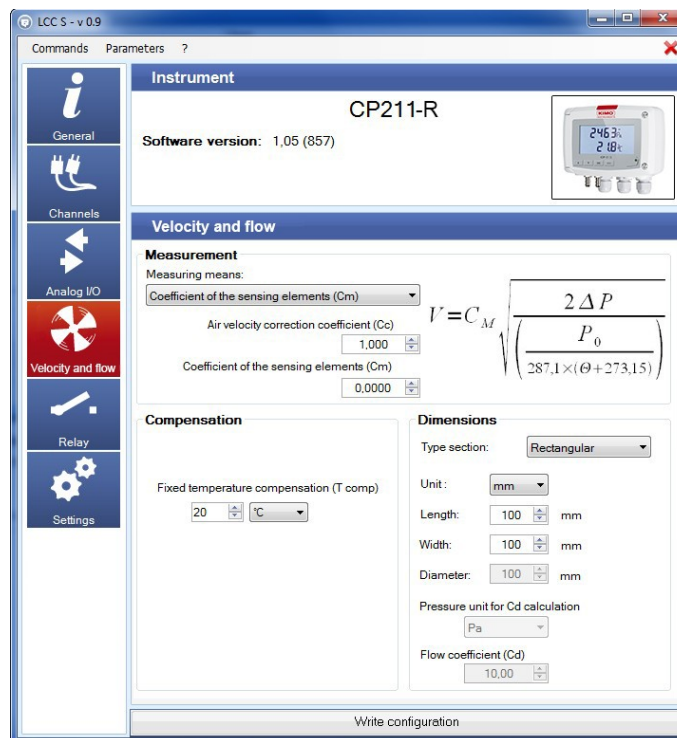 LCC S - v 0.9
Commands Parameters ?
Instrument
CP211-R
Software version: 1,05 (857)
General
Channels
Analog I/O
Velocity and flow
Relay
Settings
Velocity and flow
Measurement
Measuring means:
Coefficient of the sensing elements (Cm)
Air velocity correction coefficient (Cc)
1,000
Coefficient of the sensing elements (Cm)
0,0000
V = C_M √(2 Δ P / (P_0 / (287,1×(Θ+273,15))))
Compensation
Fixed temperature compensation (T comp)
20 °C
Dimensions
Type section: Rectangular
Unit : mm
Length: 100 mm
Width: 100 mm
Diameter: 100 mm
Pressure unit for Cd calculation
Pa
Flow coefficient (Cd)
10,00
Write configuration